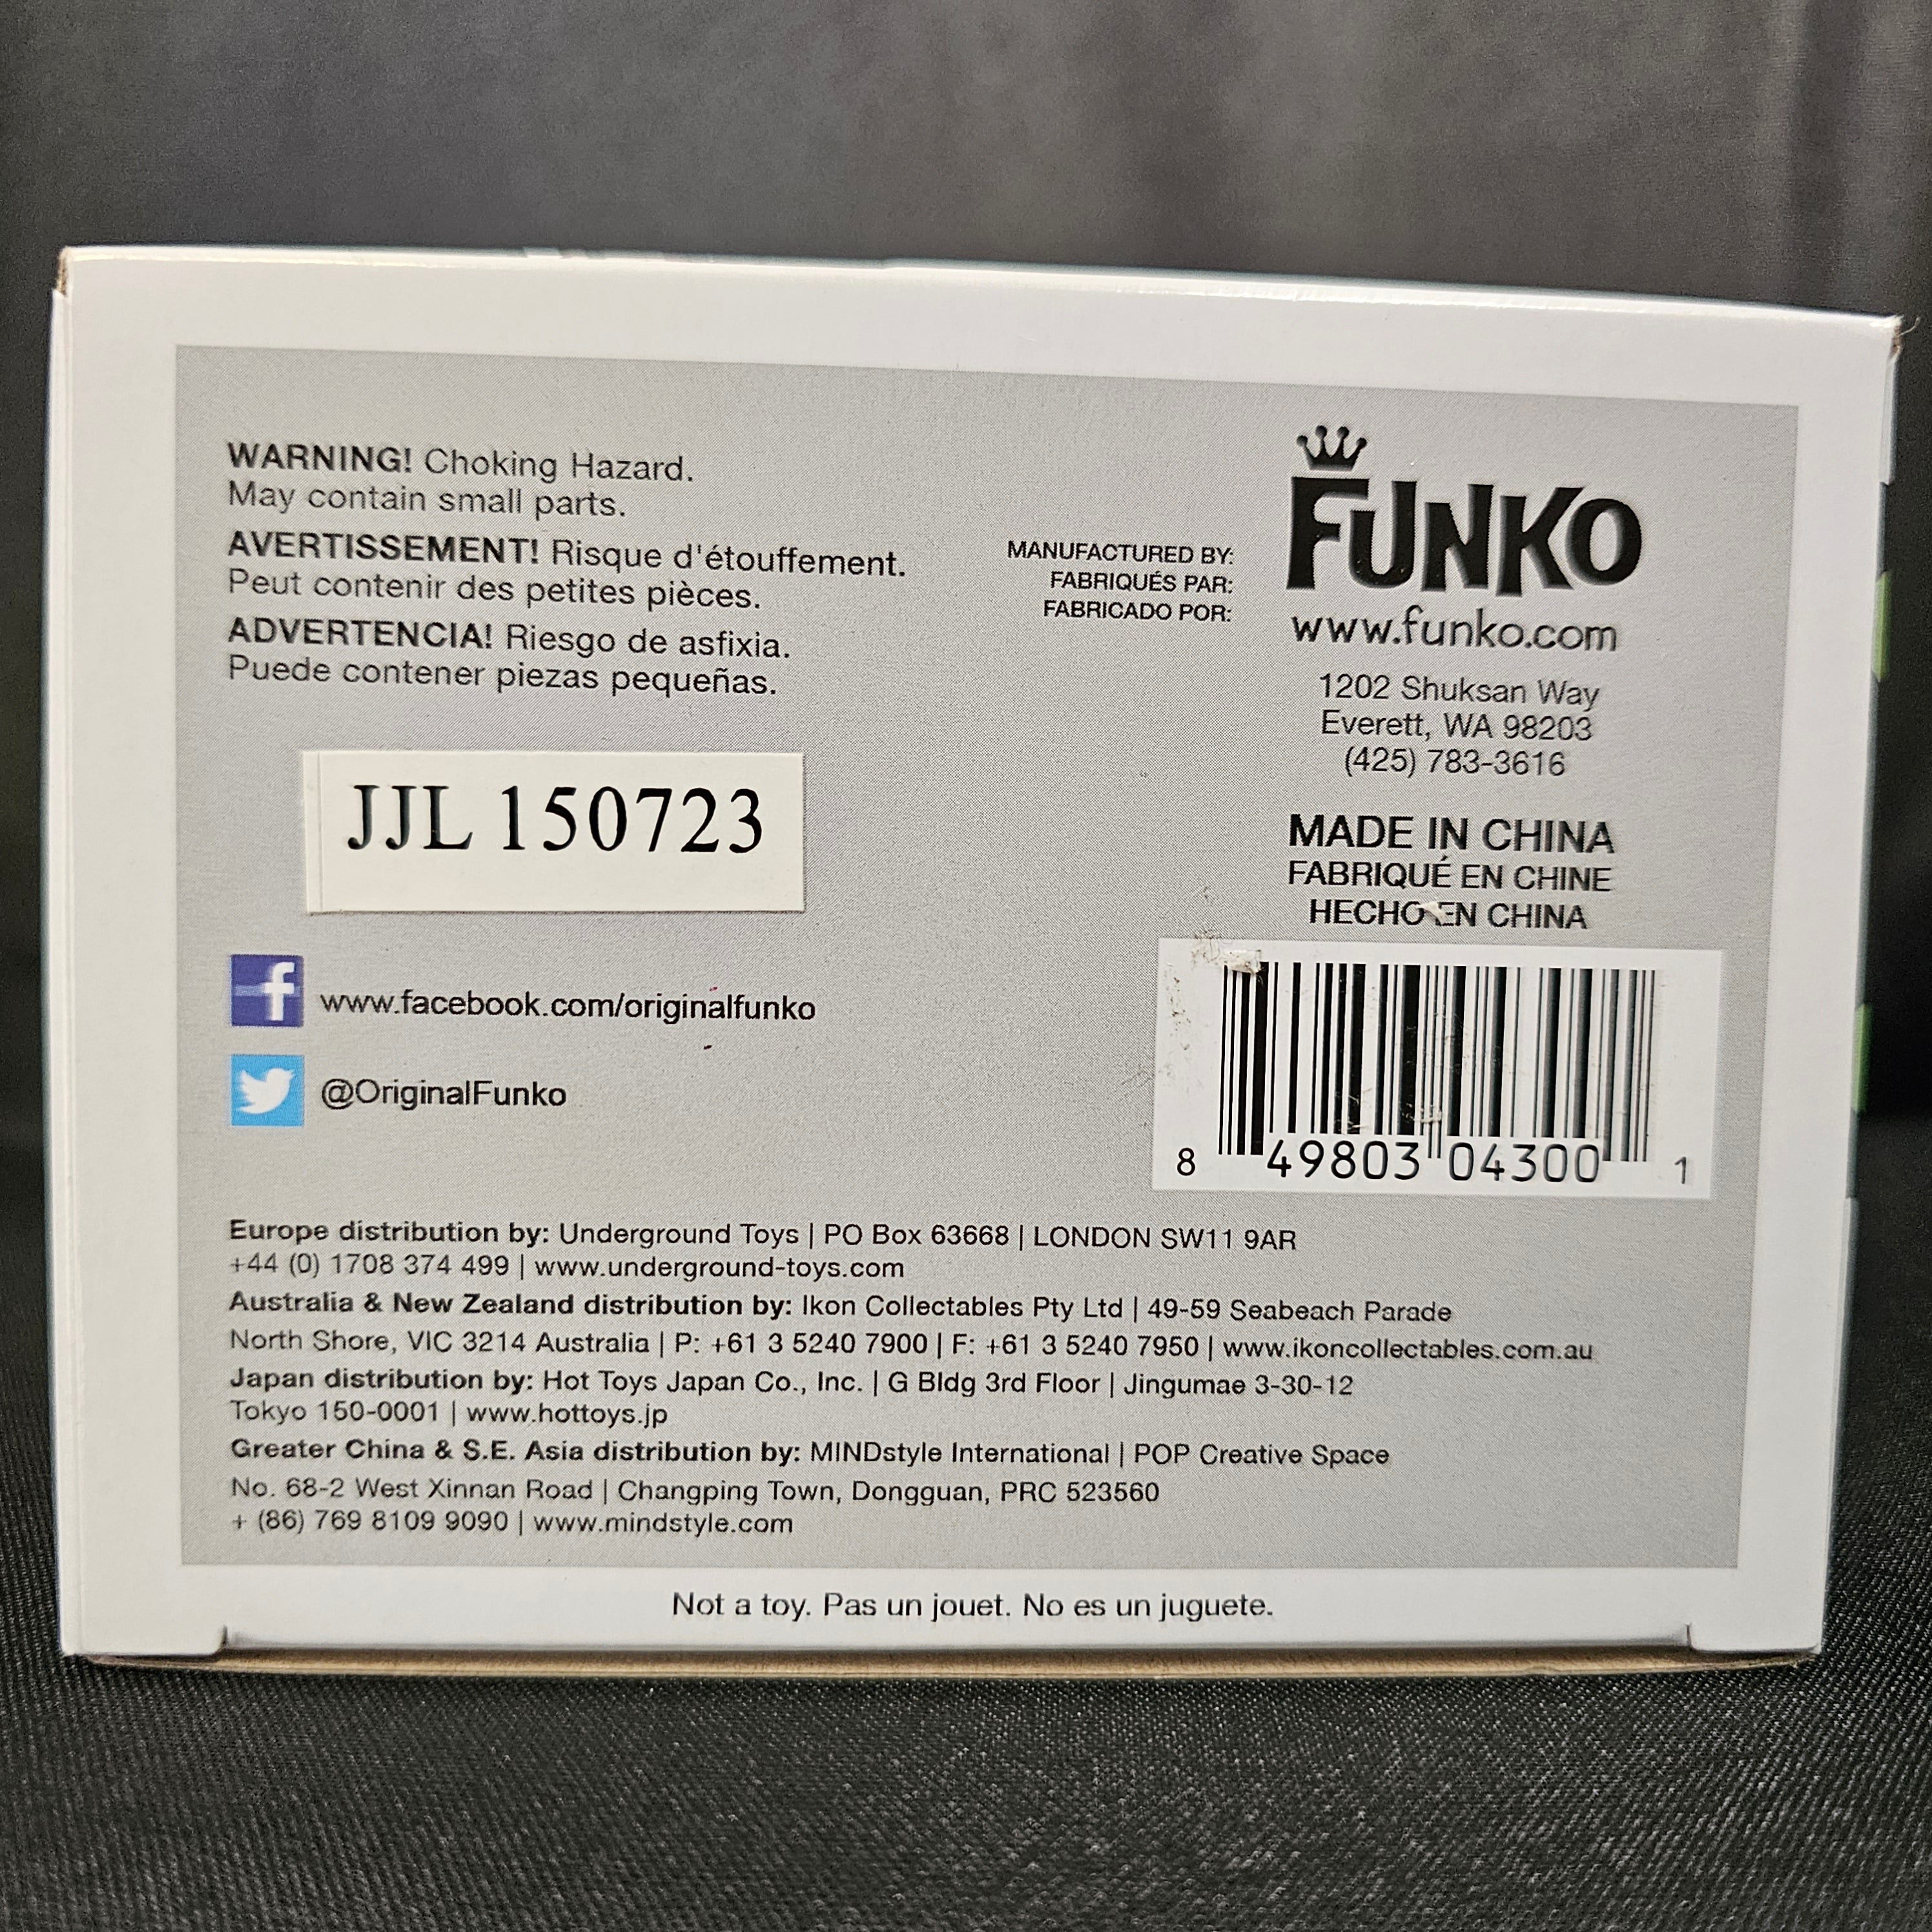 WARNING! Choking Hazard.
May contain small parts.
AVERTISSEMENT! Risque d'étouffement.
Peut contenir des petites pièces.
ADVERTENCIA! Riesgo de asfixia.
Puede contener piezas pequeñas.
JJL 150723
f www.facebook.com/originalfunko
@OriginalFunko
MANUFACTURED BY:
FABRIQUÉS PAR:
FABRICADO POR:
FUNKO
www.funko.com
1202 Shuksan Way
Everett, WA 98203
(425) 783-3616
MADE IN CHINA
FABRIQUÉ EN CHINE
HECHO EN CHINA
8 49803 04300 1
Europe distribution by: Underground Toys | PO Box 63668 | LONDON SW11 9AR
+44 (0) 1708 374 499 | www.underground-toys.com
Australia & New Zealand distribution by: Ikon Collectables Pty Ltd | 49-59 Seabeach Parade
North Shore, VIC 3214 Australia | P: +61 3 5240 7900 | F: +61 3 5240 7950 | www.ikoncollectables.com.au
Japan distribution by: Hot Toys Japan Co., Inc. | G Bldg 3rd Floor | Jingumae 3-30-12
Tokyo 150-0001 | www.hottoys.jp
Greater China & S.E. Asia distribution by: MINDstyle International | POP Creative Space
No. 68-2 West Xinnan Road | Changping Town, Dongguan, PRC 523560
+ (86) 769 8109 9090 | www.mindstyle.com
Not a toy. Pas un jouet. No es un juguete.